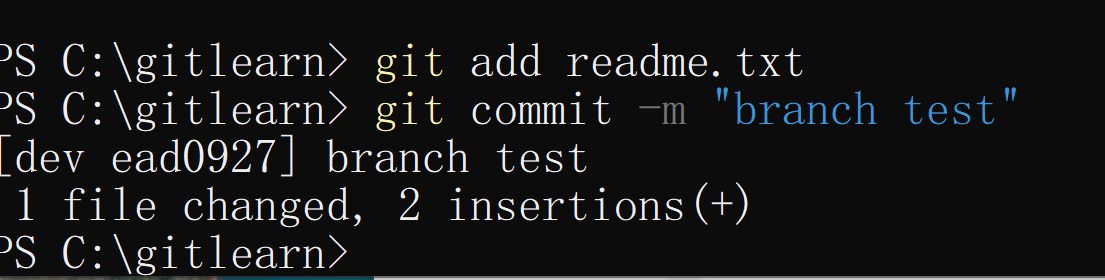 PS C:\gitlearn> git add readme.txt
PS C:\gitlearn> git commit -m "branch test"
[dev ead0927] branch test
1 file changed, 2 insertions(+)
PS C:\gitlearn>